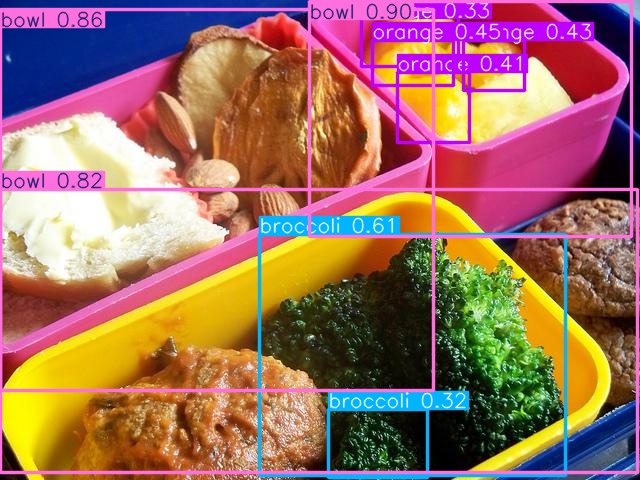 bowl 0.86
bowl 0.90
0.33
orange 0.45
nge 0.43
orange 0.41
bowl 0.82
broccoli 0.61
broccoli 0.32